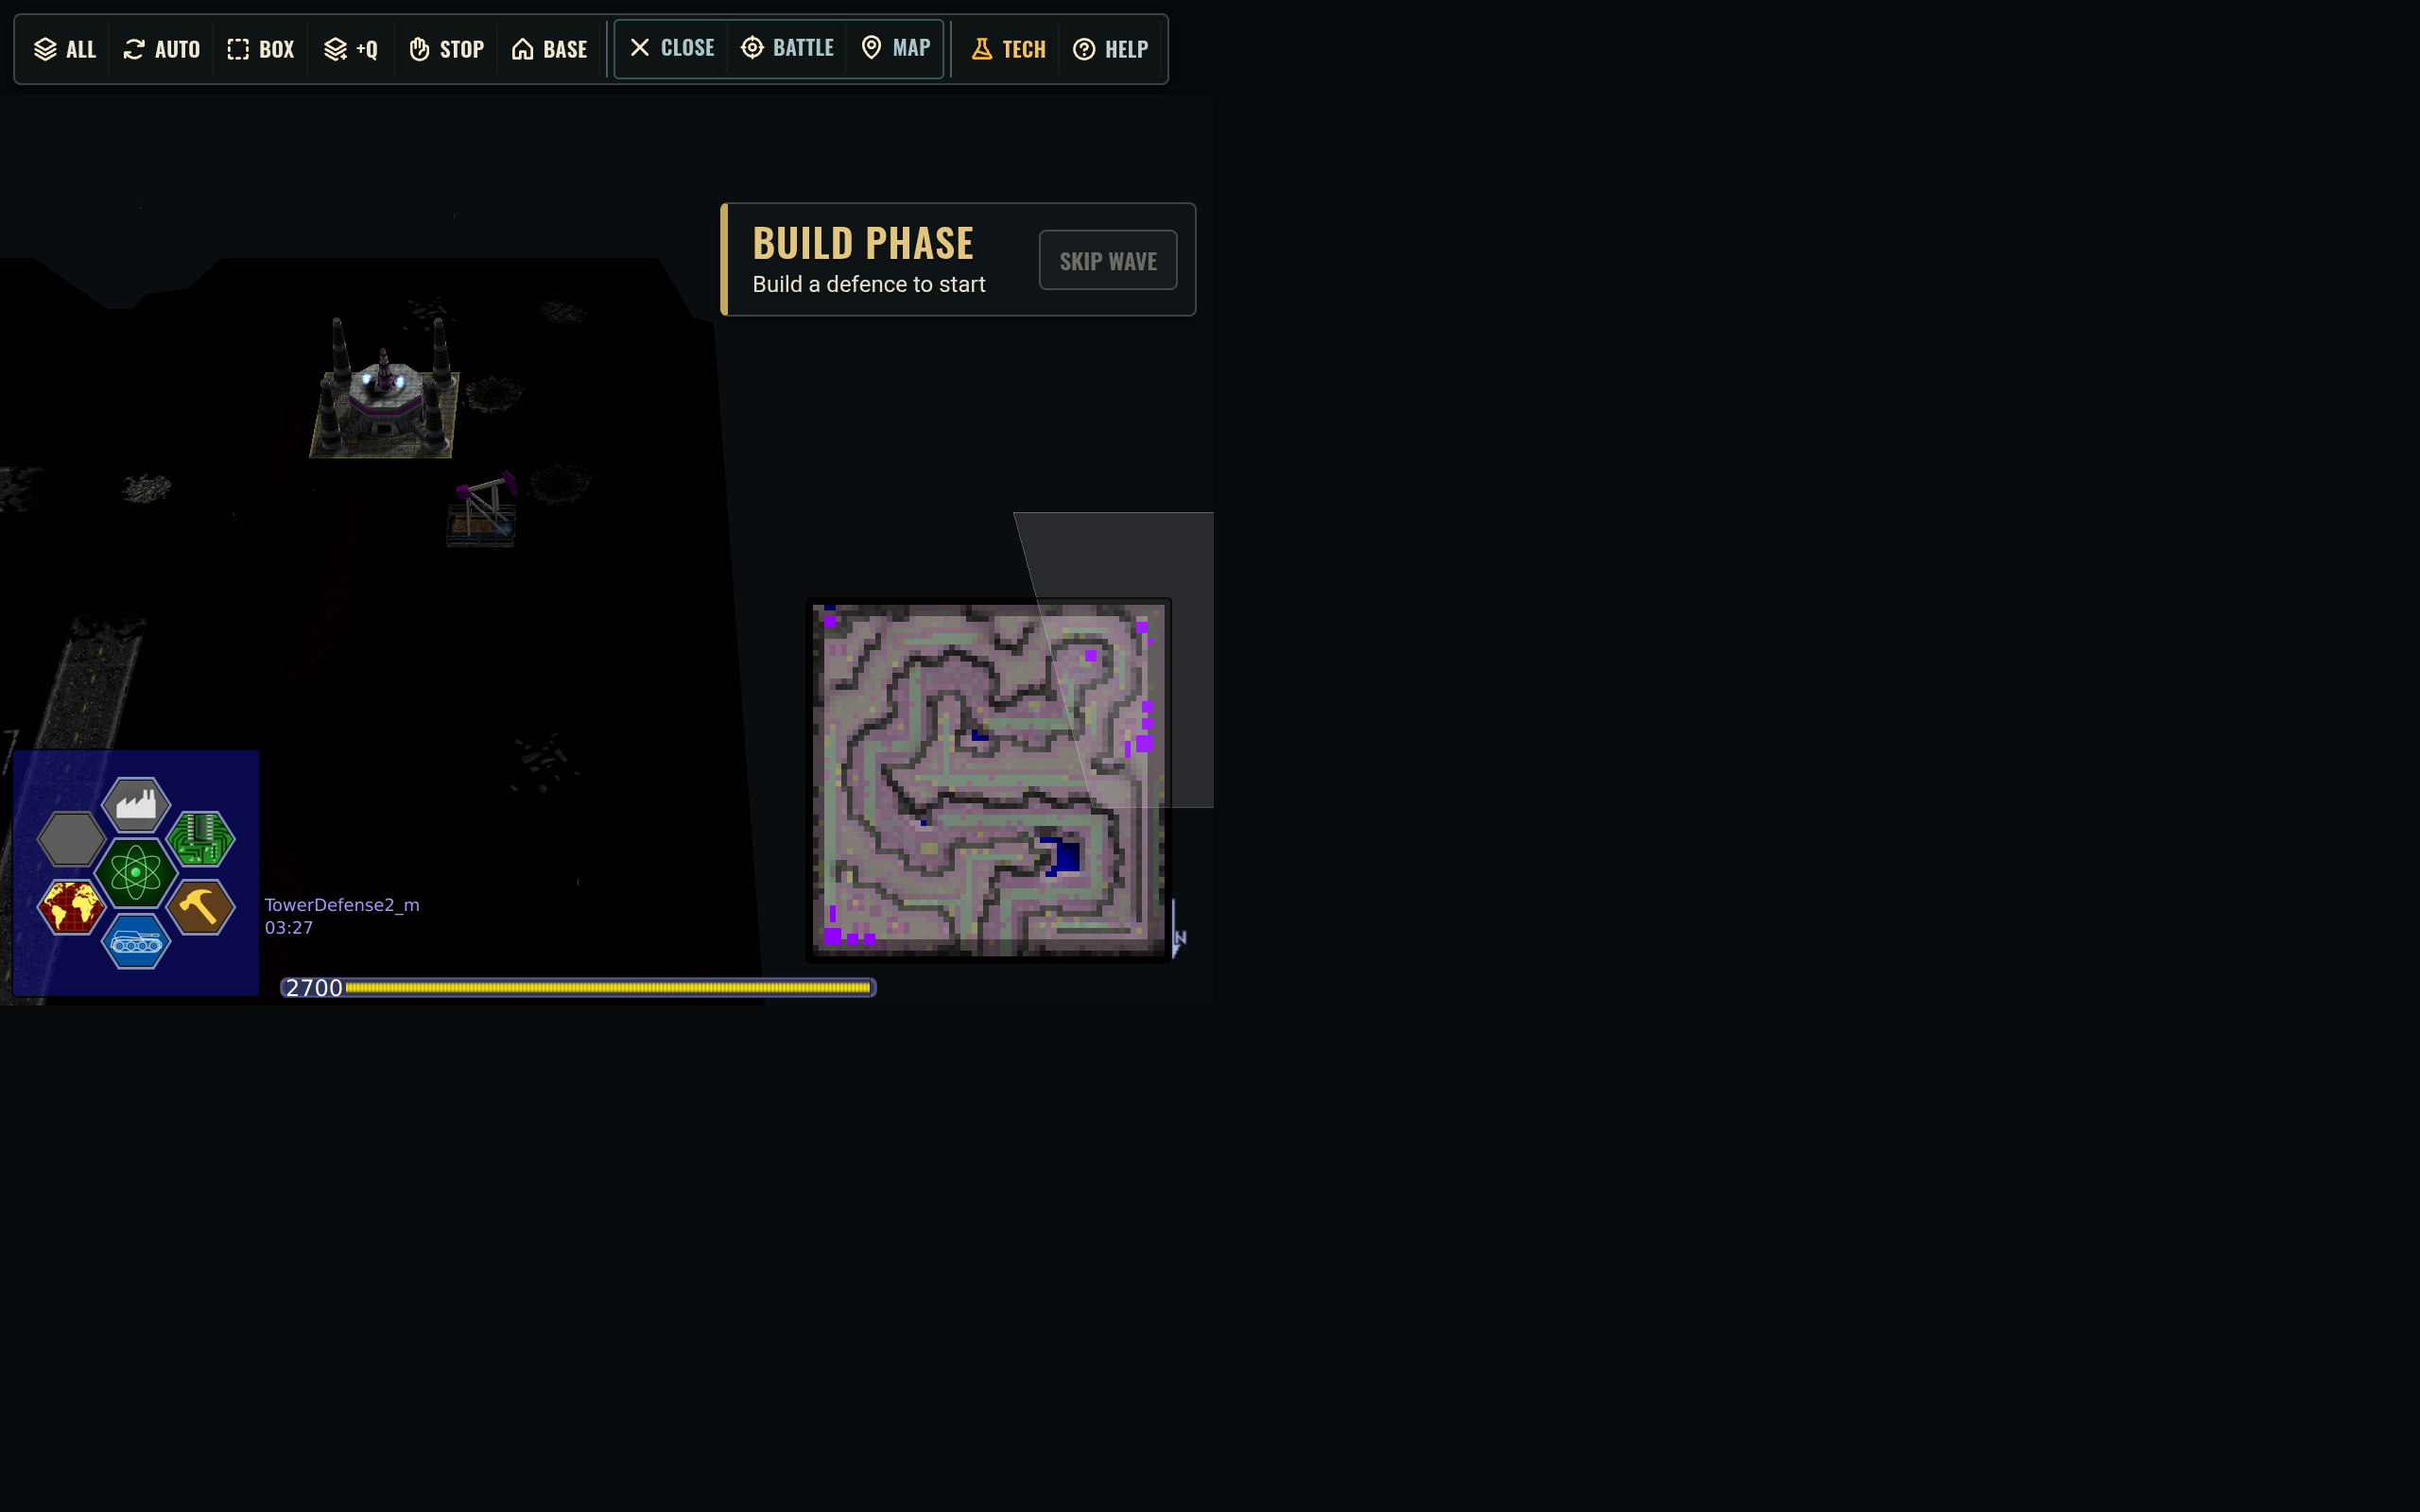 ALL AUTO BOX +Q STOP BASE CLOSE BATTLE MAP TECH HELP
BUILD PHASE
Build a defence to start
SKIP WAVE
TowerDefense2_m
03:27
N
2700